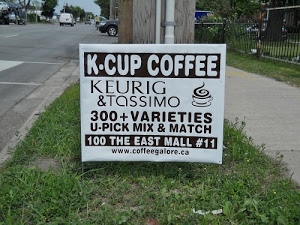 K-CUP COFFEE
KEURIG
& TASSIMO
300+ VARIETIES
U-PICK MIX & MATCH
100 THE EAST MALL #11
www.coffeegalore.ca